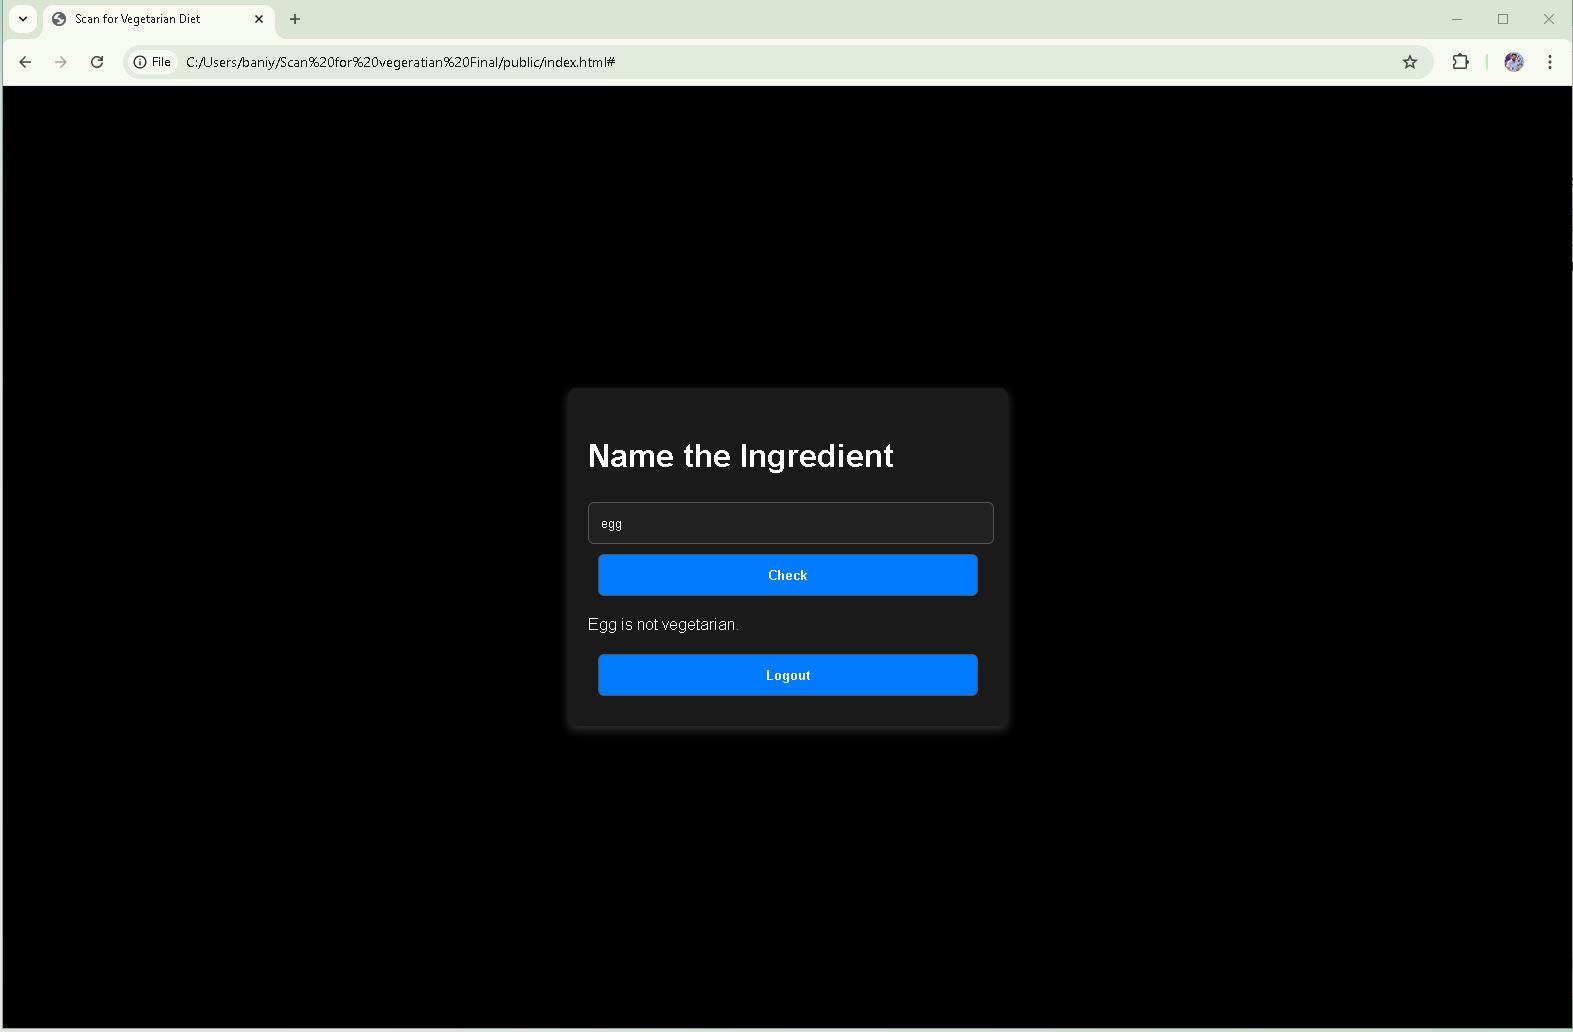 Scan for Vegetarian Diet
File C:/Users/baniy/Scan%20for%20vegeratian%20Final/public/index.html#
Name the Ingredient
egg
Check
Egg is not vegetarian.
Logout